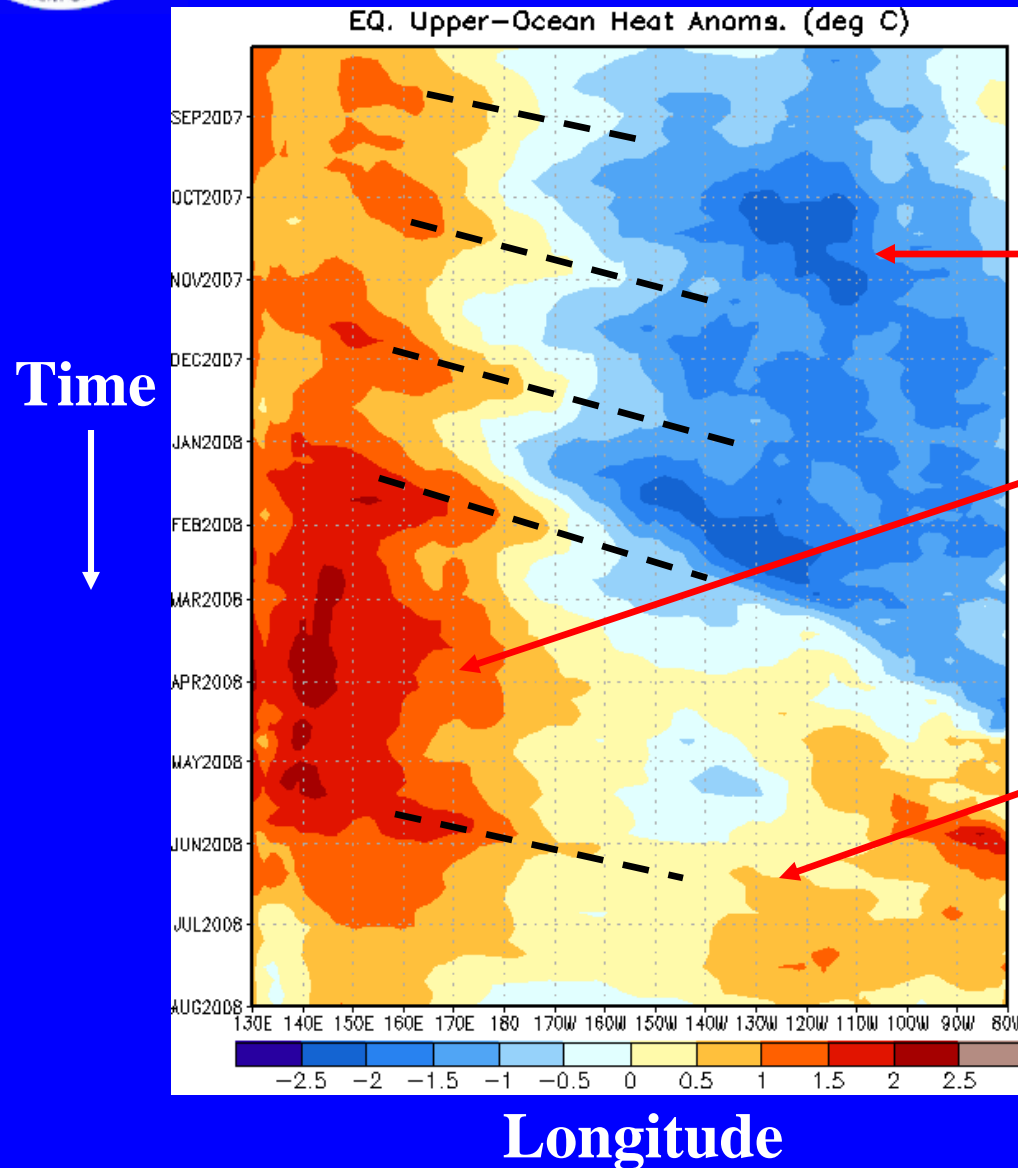 EQ. Upper-Ocean Heat Anoms. (deg C)
SEP2007
OCT2007
NOV2007
DEC2007
Time
JAN2008
FEB2008
MAR2008
APR2008
MAY2008
JUN2008
JUL2008
AUG2008
130E 140E 150E 160E 170E 180 170W 160W 150W 140W 130W 120W 110W 100W 90W 80W
-2.5 -2 -1.5 -1 -0.5 0 0.5 1 1.5 2 2.5
Longitude